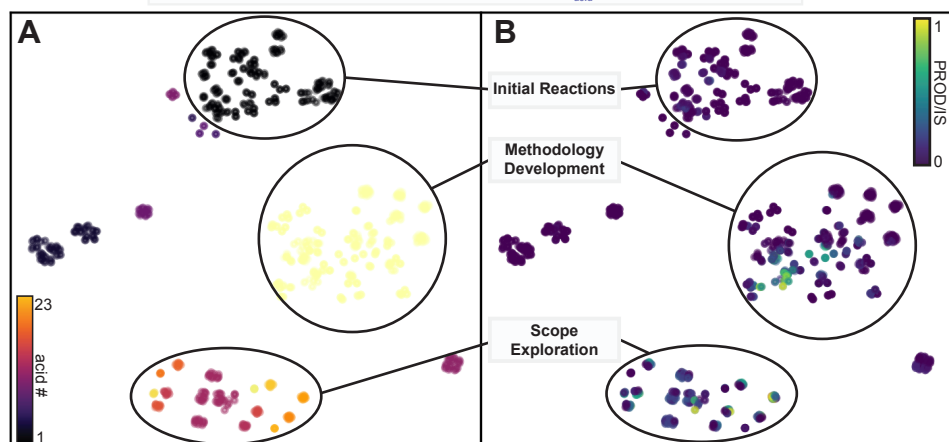 A
B
Initial Reactions
Methodology
Development
Scope
Exploration
1
PROD/IS
0
23
acid #
1